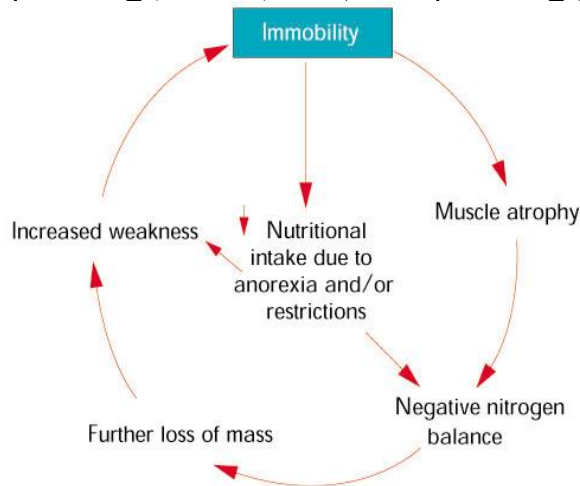 Immobility
Increased weakness
Nutritional
intake due to
anorexia and/or
restrictions
Muscle atrophy
Negative nitrogen
balance
Further loss of mass